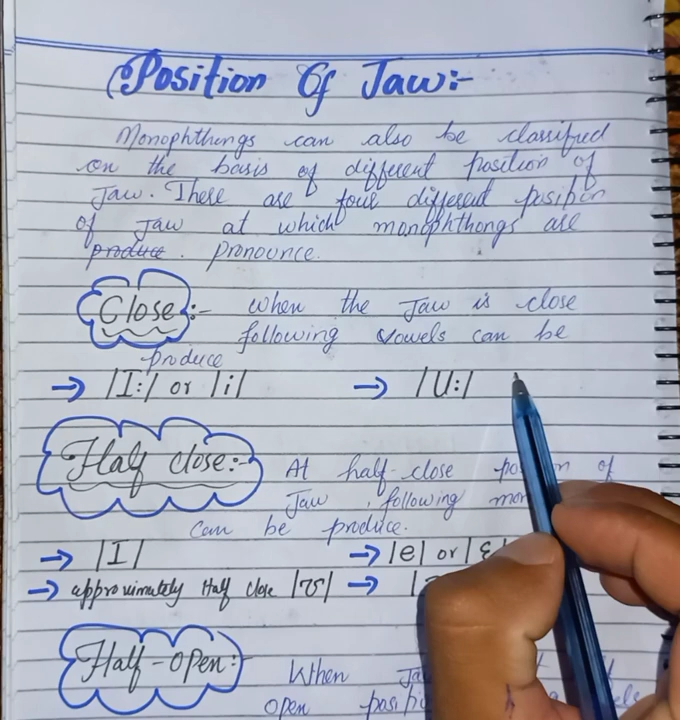 Position Of Jaw:-
Monophthongs can also be classified
on the basis of different position of
Jaw. There are four different position
of Jaw at which monophthongs are
produce. pronounce.
Close:- when the Jaw is close
following vowels can be
produce
→ |I:| or |i| → |U:|
Half close:- At half-close of
Jaw, following
can be produce.
→ |I| → |e| or |ɛ|
→ approximately Half close |ʊ| →
Half-open:- When
open